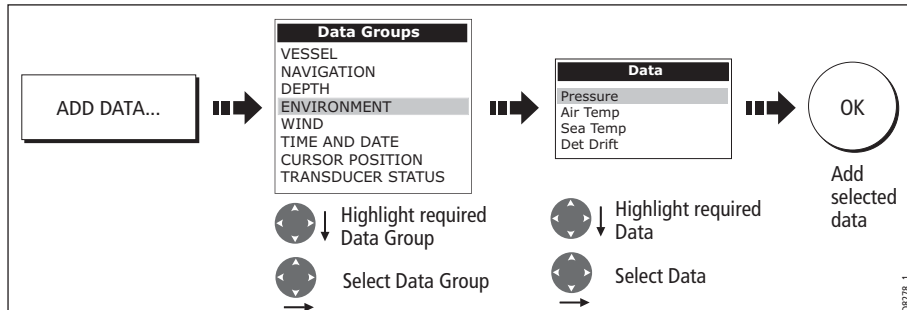 ADD DATA...
Data Groups
VESSEL
NAVIGATION
DEPTH
ENVIRONMENT
WIND
TIME AND DATE
CURSOR POSITION
TRANSDUCER STATUS
Highlight required
Data Group
Select Data Group
Data
Pressure
Air Temp
Sea Temp
Det Drift
Highlight required
Data
Select Data
OK
Add
selected
data
D8278_1